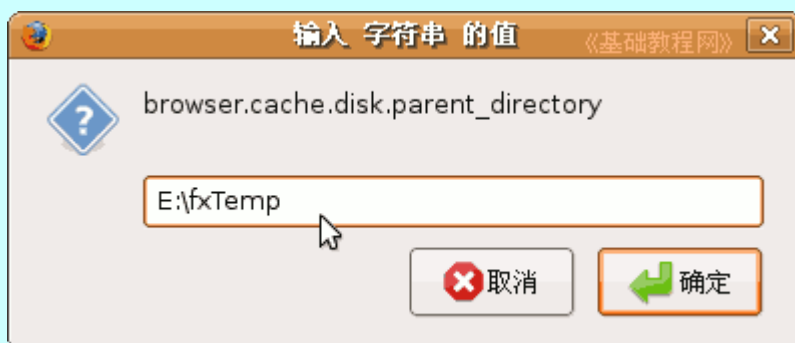 输入 字符串 的值 《基础教程网》
browser.cache.disk.parent_directory
E:\fxTemp
取消 确定